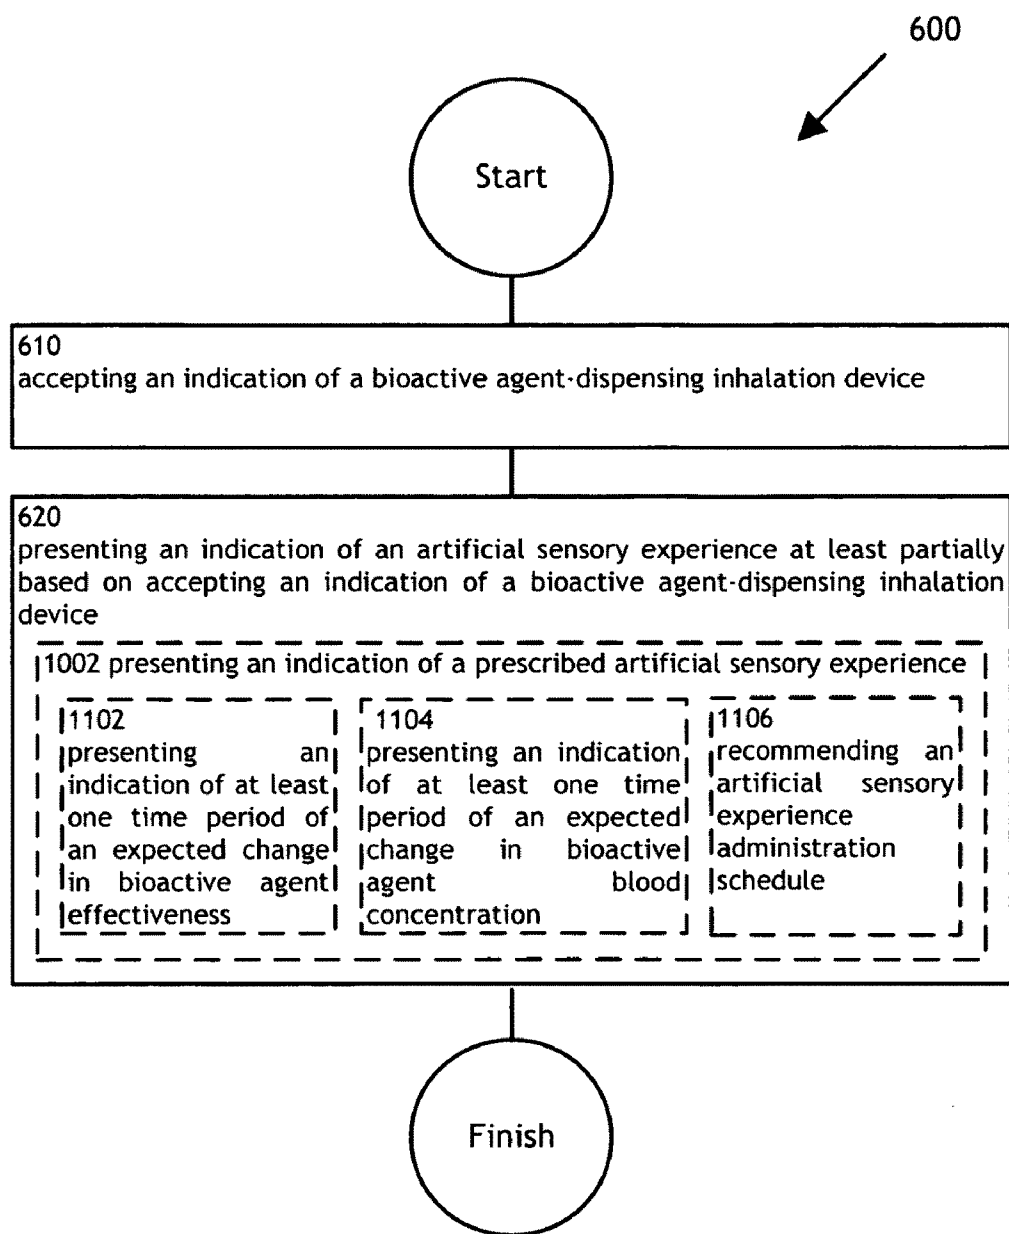 600
Start
610
accepting an indication of a bioactive agent-dispensing inhalation device
620
presenting an indication of an artificial sensory experience at least partially
based on accepting an indication of a bioactive agent-dispensing inhalation
device
1002 presenting an indication of a prescribed artificial sensory experience
1102
presenting an
indication of at least
one time period of
an expected change
in bioactive agent
effectiveness
1104
presenting an indication
of at least one time
period of an expected
change in bioactive
agent blood
concentration
1106
recommending an
artificial sensory
experience
administration
schedule
Finish